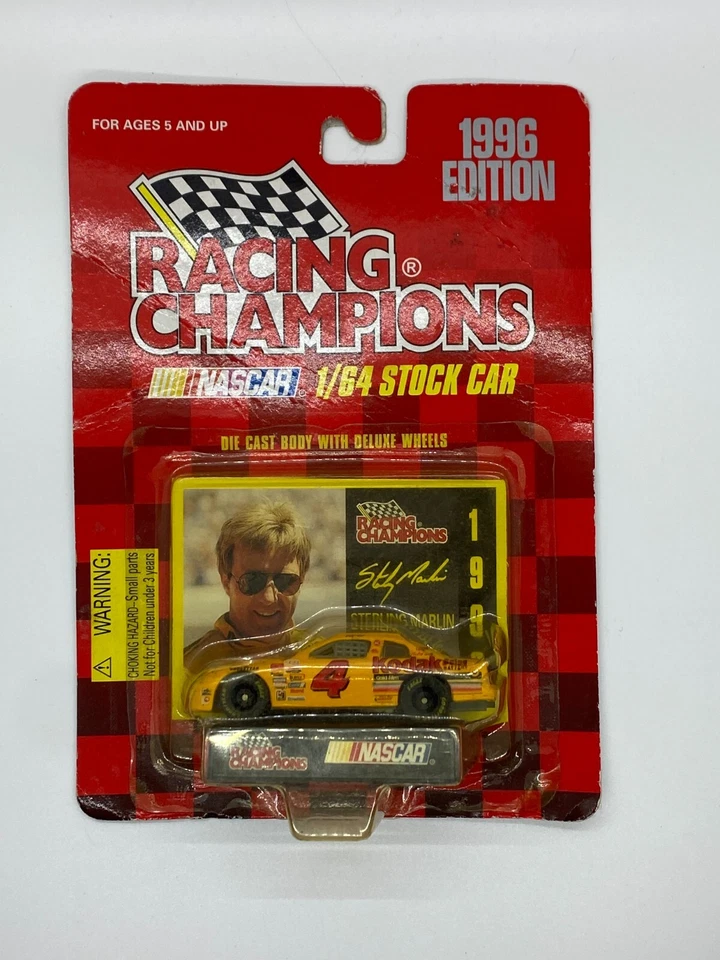 FOR AGES 5 AND UP
1996
EDITION
RACING
CHAMPIONS®
NASCAR® 1/64 STOCK CAR
DIE CAST BODY WITH DELUXE WHEELS
RACING
CHAMPIONS
Sterling Marlin
STERLING MARLIN
1
9
9
WARNING:
CHOKING HAZARD–Small parts
Not for Children under 3 years
4
Kodak
RACING
CHAMPIONS
NASCAR®